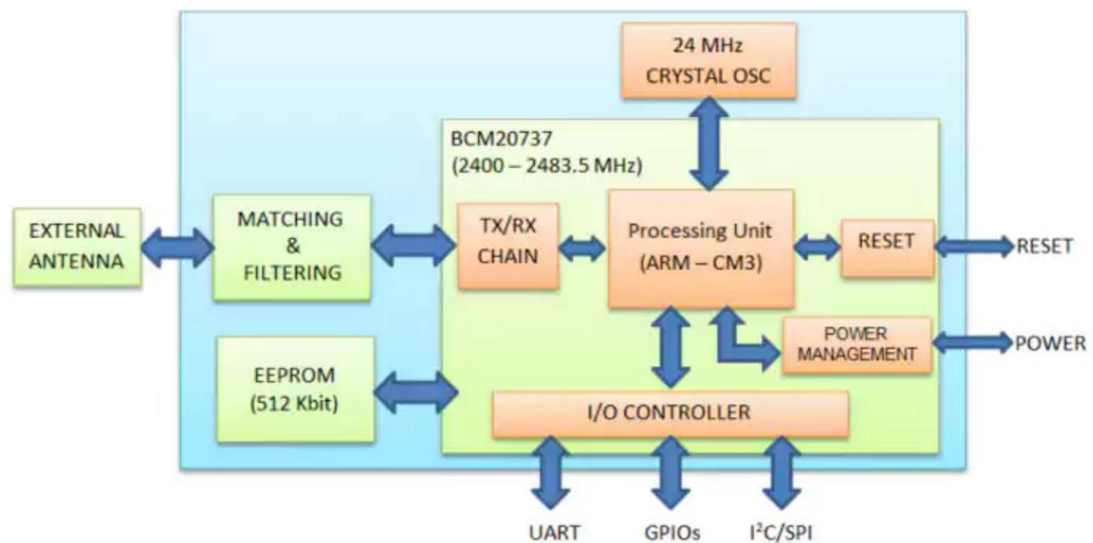 24 MHz
CRYSTAL OSC
BCM20737
(2400 – 2483.5 MHz)
EXTERNAL
ANTENNA
MATCHING
&
FILTERING
TX/RX
CHAIN
Processing Unit
(ARM – CM3)
RESET
RESET
POWER
MANAGEMENT
POWER
EEPROM
(512 Kbit)
I/O CONTROLLER
UART
GPIOs
I²C/SPI